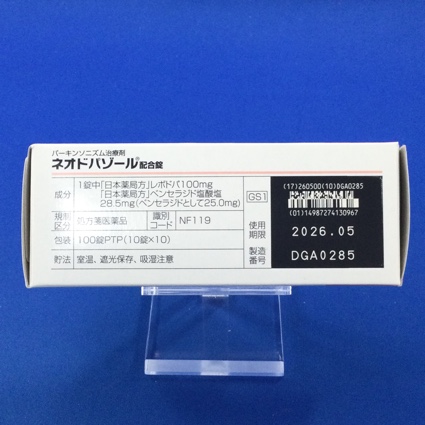 パーキンソニズム治療剤
ネオドパゾール®配合錠
成分 1錠中「日本薬局方」レボドパ100mg
「日本薬局方」ベンセラジド塩酸塩
28.5mg(ベンセラジドとして25.0mg)
規制区分 処方箋医薬品 識別コード NF119
包装 100錠PTP(10錠×10)
貯法 室温、遮光保存、吸湿注意
GS1
(17)260500(10)DGA0285
(01)14987274130967
使用期限 2026.05
製造番号 DGA0285